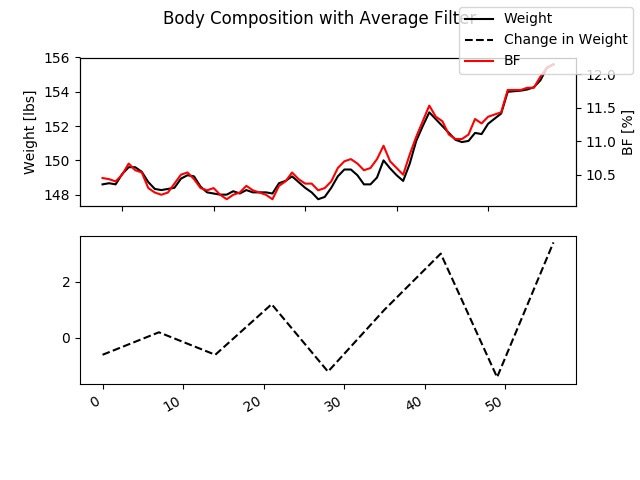 Body Composition with Average Filter
Weight
Change in Weight
BF
156
154
152
150
148
Weight [lbs]
12.0
11.5
11.0
10.5
BF [%]
2
0
0
10
20
30
40
50